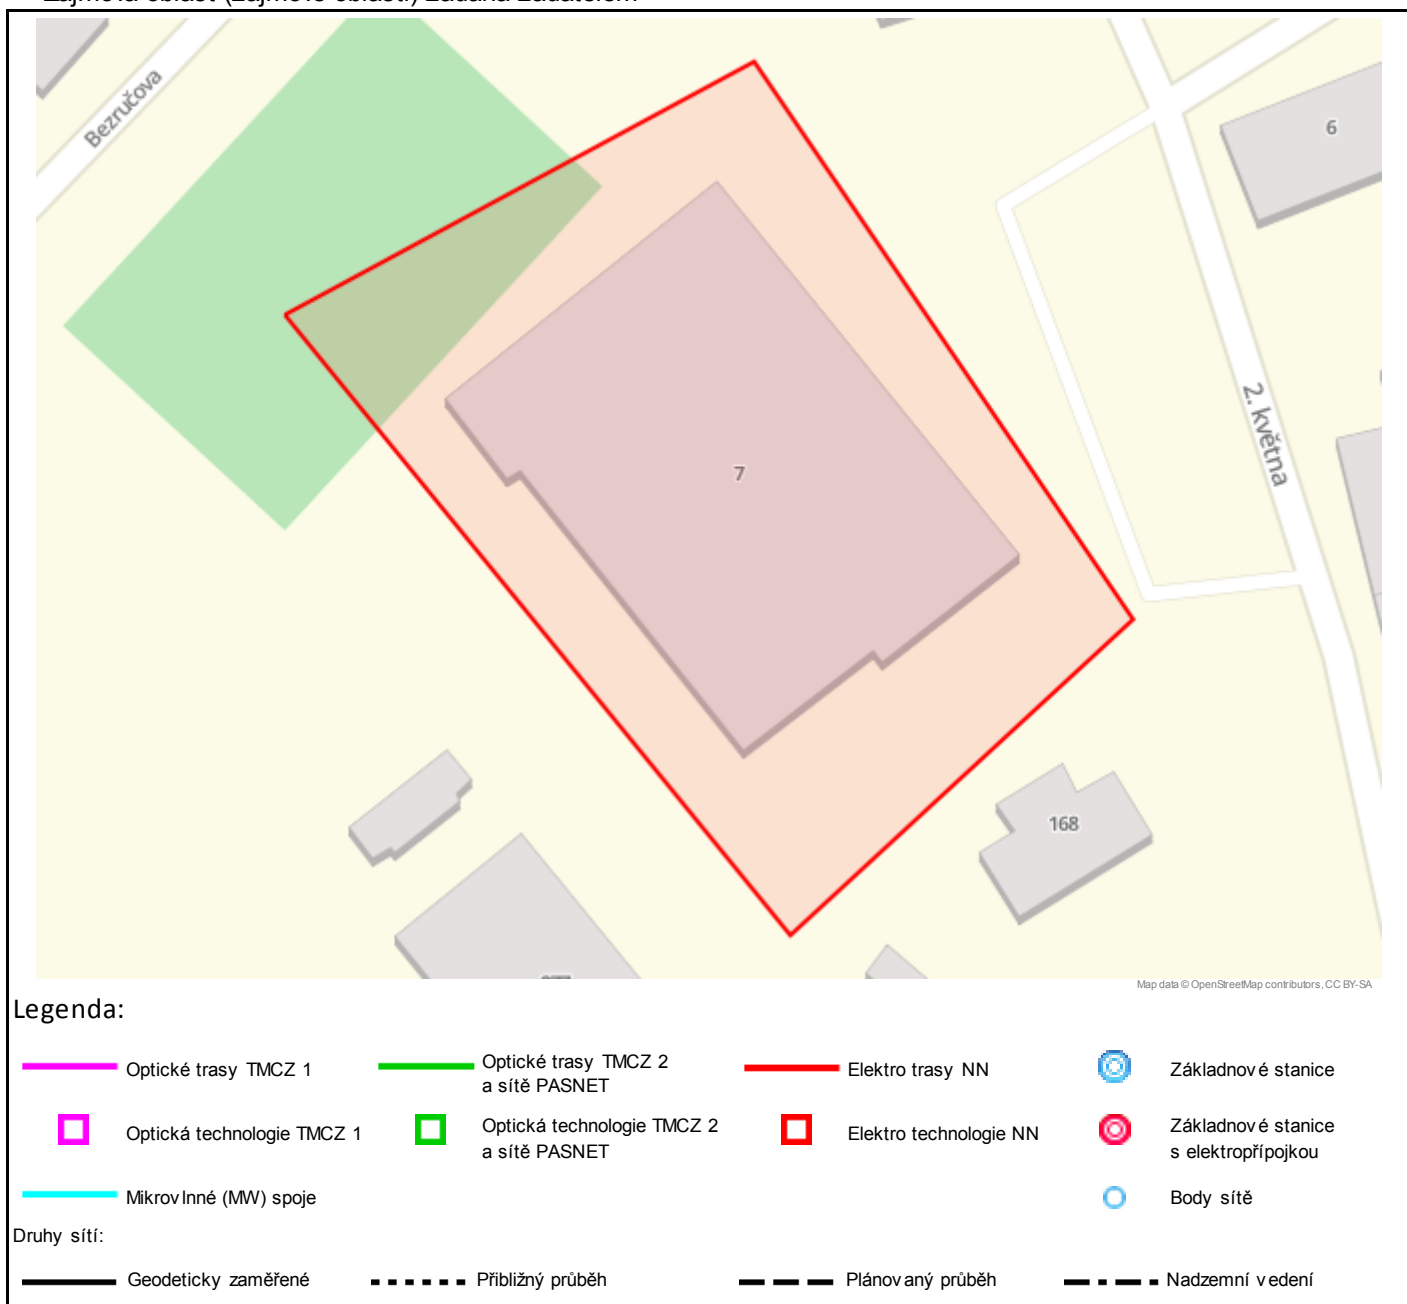 Bezručova
6
2. května
7
168
Map data © OpenStreetMap contributors, CC BY-SA
Legenda:
Optické trasy TMCZ 1
Optické trasy TMCZ 2
a sítě PASNET
Elektro trasy NN
Základnové stanice
Optická technologie TMCZ 1
Optická technologie TMCZ 2
a sítě PASNET
Elektro technologie NN
Základnové stanice
s elektropřípojkou
Mikrovlnné (MW) spoje
Body sítě
Druhy sítí:
Geodeticky zaměřené
Přibližný průběh
Plánovaný průběh
Nadzemní vedení